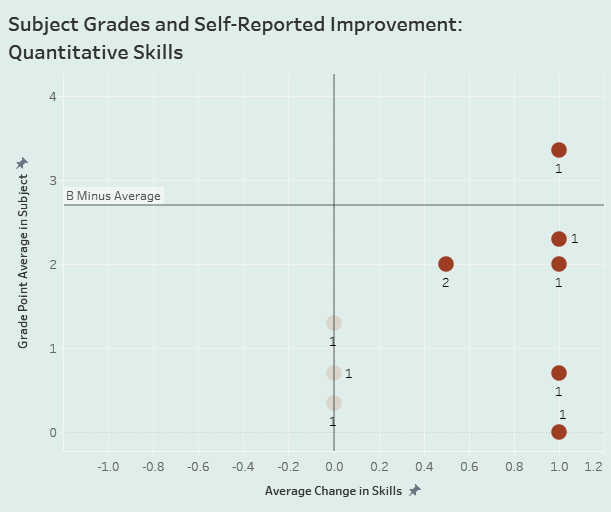 Subject Grades and Self-Reported Improvement:
Quantitative Skills
Grade Point Average in Subject
4
3
2
1
0
B Minus Average
1
1
2
1
1
1
1
1
1
-1.0 -0.8 -0.6 -0.4 -0.2 0.0 0.2 0.4 0.6 0.8 1.0 1.2
Average Change in Skills